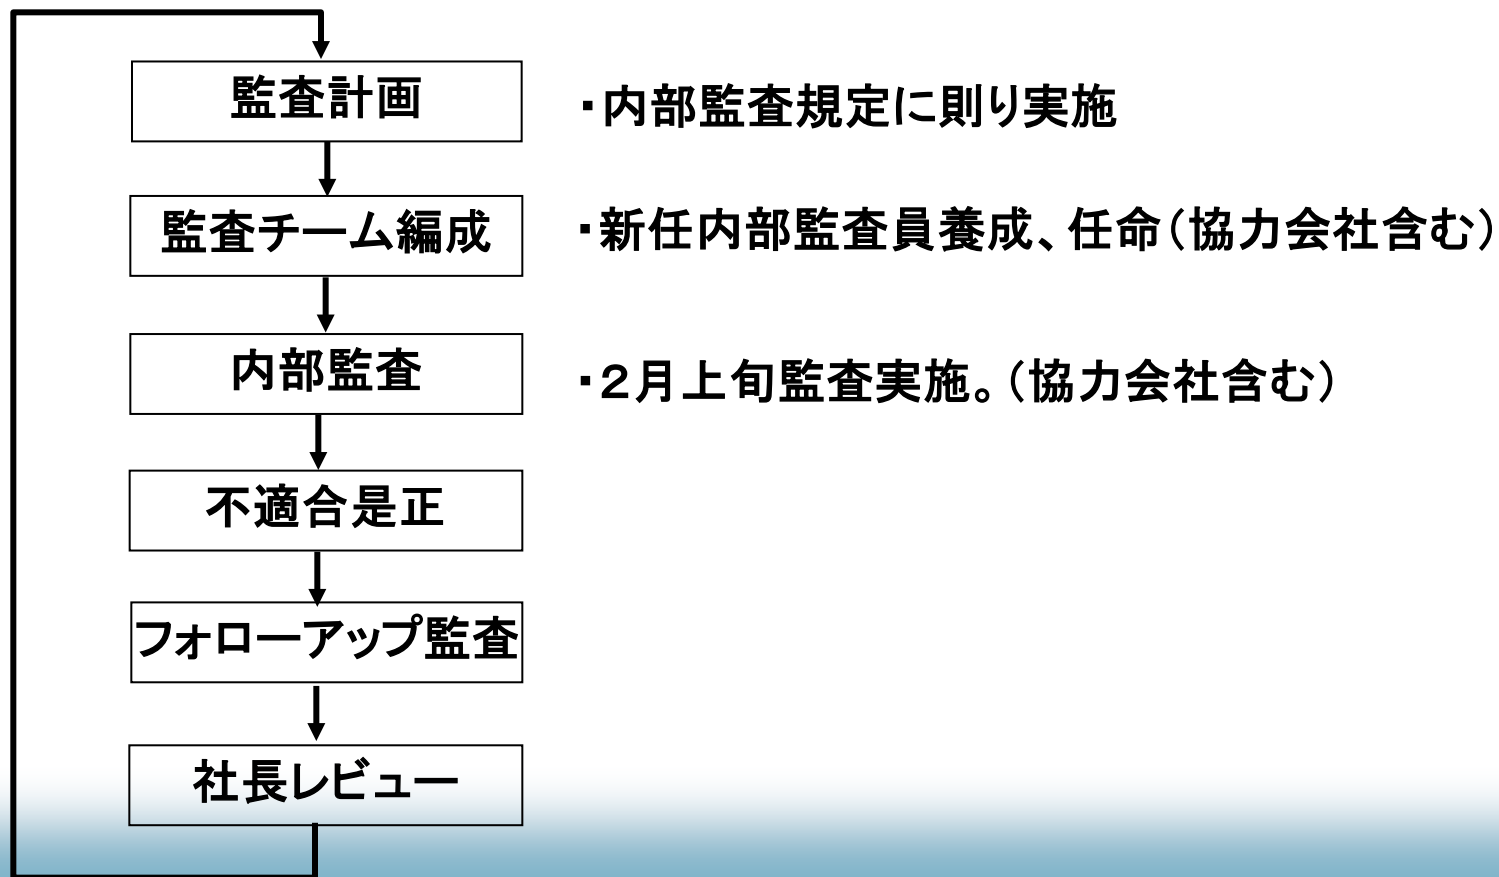 監査計画
・内部監査規定に則り実施
監査チーム編成
・新任内部監査員養成、任命（協力会社含む）
内部監査
・２月上旬監査実施。（協力会社含む）
不適合是正
フォローアップ監査
社長レビュー